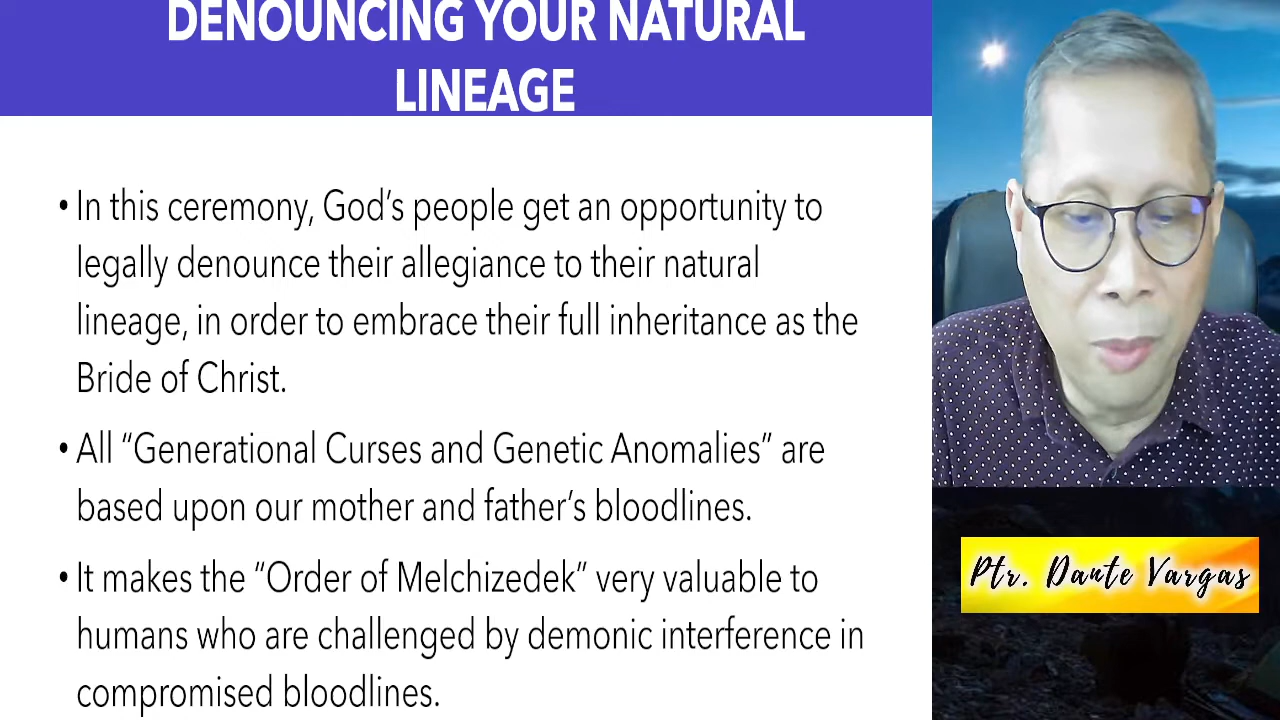 DENOUNCING YOUR NATURAL
LINEAGE
• In this ceremony, God’s people get an opportunity to
legally denounce their allegiance to their natural
lineage, in order to embrace their full inheritance as the
Bride of Christ.
• All “Generational Curses and Genetic Anomalies” are
based upon our mother and father’s bloodlines.
• It makes the “Order of Melchizedek” very valuable to
humans who are challenged by demonic interference in
compromised bloodlines.
Ptr. Dante Vargas